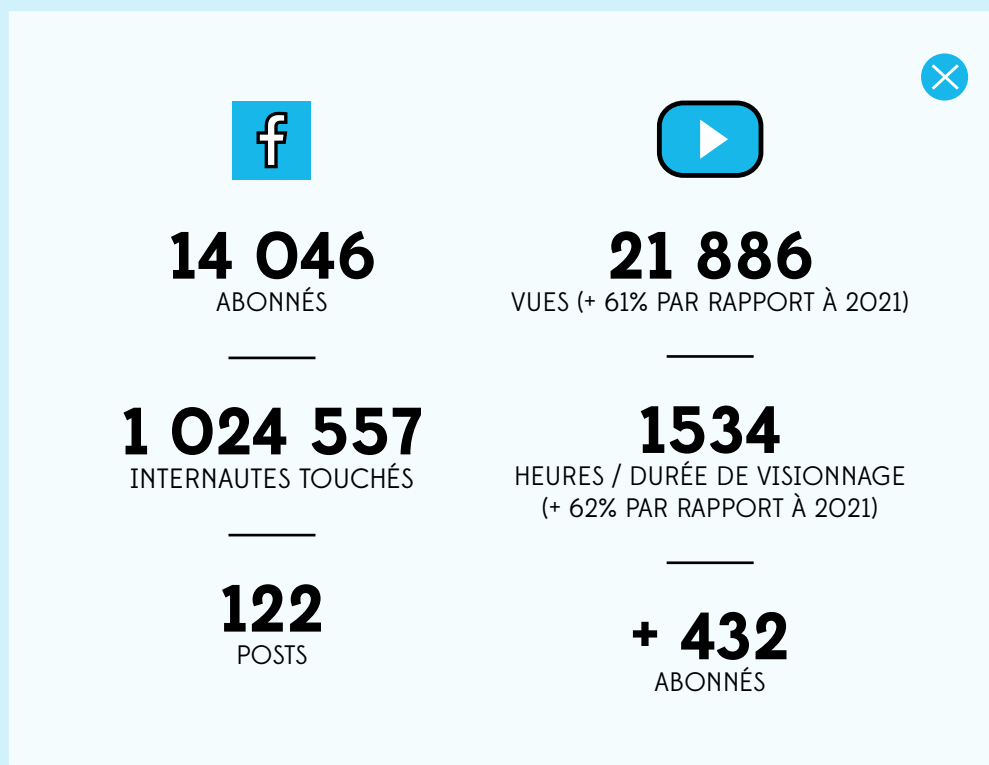 f
14 046
ABONNÉS
1 024 557
INTERNAUTES TOUCHÉS
122
POSTS
21 886
VUES (+ 61% PAR RAPPORT À 2021)
1534
HEURES / DURÉE DE VISIONNAGE
(+ 62% PAR RAPPORT À 2021)
+ 432
ABONNÉS